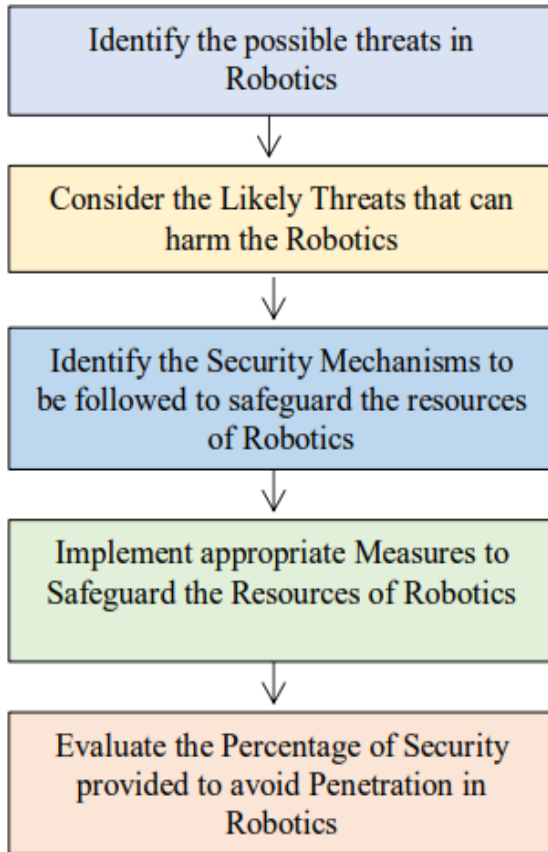 Identify the possible threats in
Robotics
Consider the Likely Threats that can
harm the Robotics
Identify the Security Mechanisms to
be followed to safeguard the resources
of Robotics
Implement appropriate Measures to
Safeguard the Resources of Robotics
Evaluate the Percentage of Security
provided to avoid Penetration in
Robotics